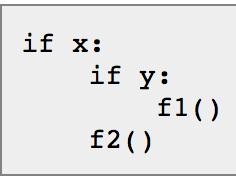 if x:
    if y:
        f1()
    f2()